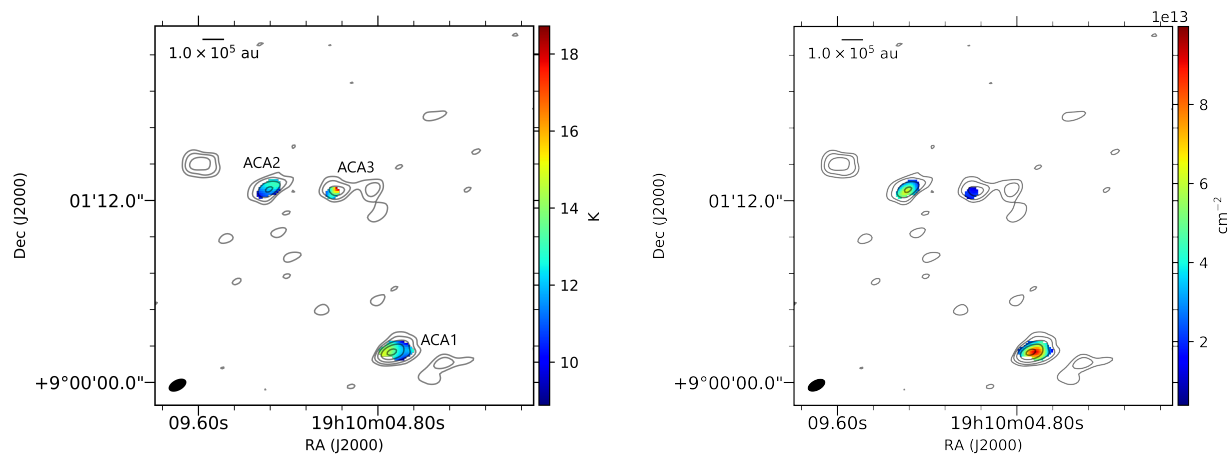 1.0 × 10⁵ au
ACA2
ACA3
ACA1
Dec (J2000)
01'12.0"
+9°00'00.0"
09.60s
19h10m04.80s
RA (J2000)
18
16
14
12
10
K
1.0 × 10⁵ au
Dec (J2000)
01'12.0"
+9°00'00.0"
09.60s
19h10m04.80s
RA (J2000)
1e13
8
6
4
2
cm⁻²